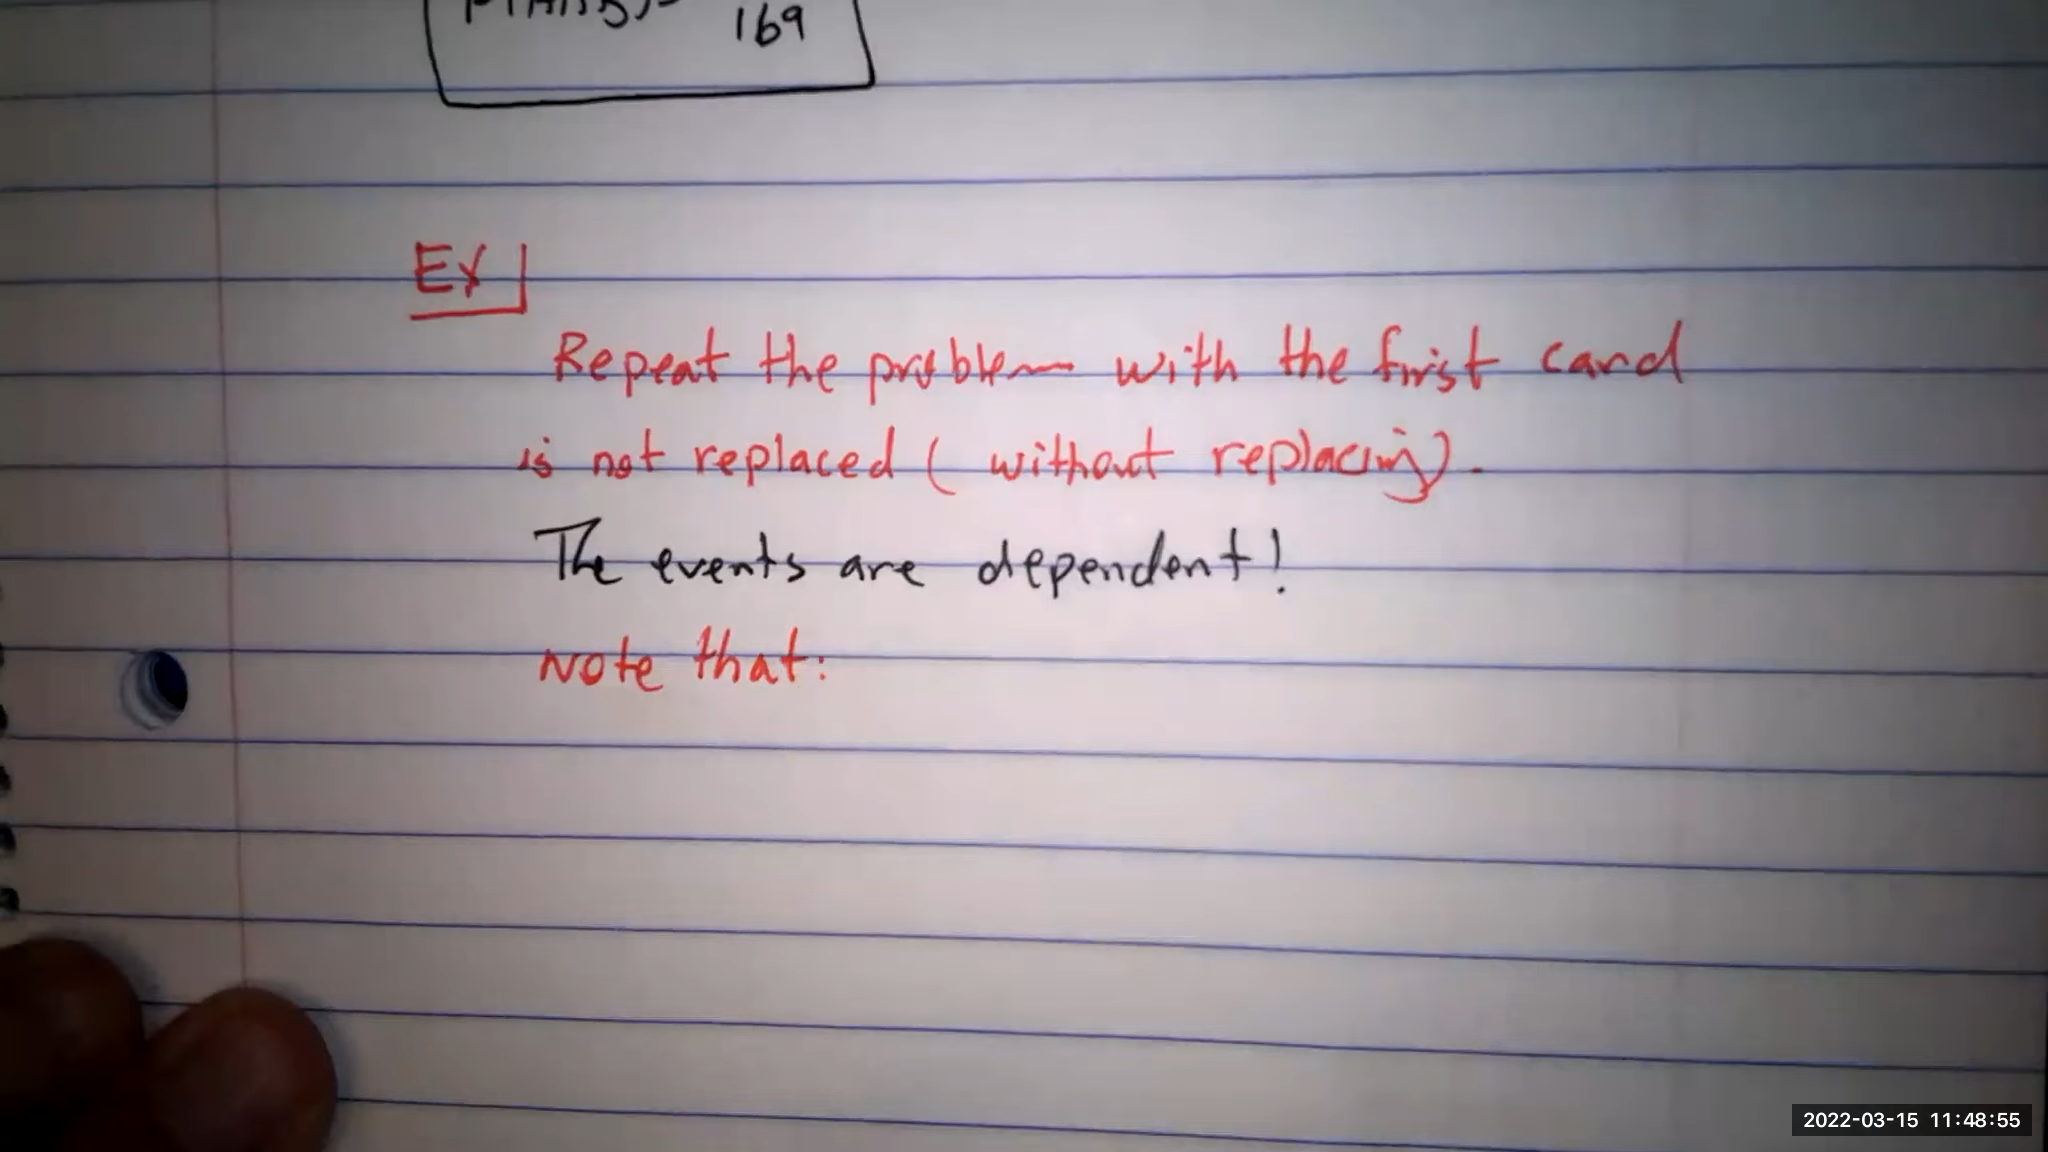 P(A∩B)= 169
Ex
Repeat the problem with the first card
is not replaced ( without replacing).
The events are dependent!
Note that:
2022-03-15 11:48:55